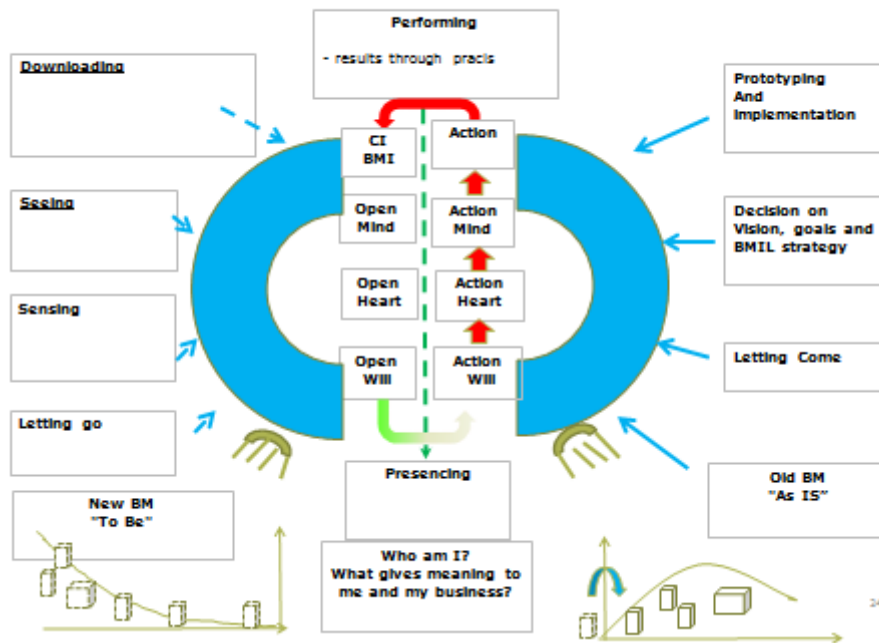 Performing
- results through pracis
Downloading
Prototyping
And
Implementation
CI
BMI
Action
Seeing
Open
Mind
Action
Mind
Decision on
Vision, goals and
BMIL strategy
Sensing
Open
Heart
Action
Heart
Open
Will
Action
Will
Letting Come
Letting go
Presencing
Old BM
"As IS"
New BM
"To Be"
Who am I?
What gives meaning to
me and my business?
24